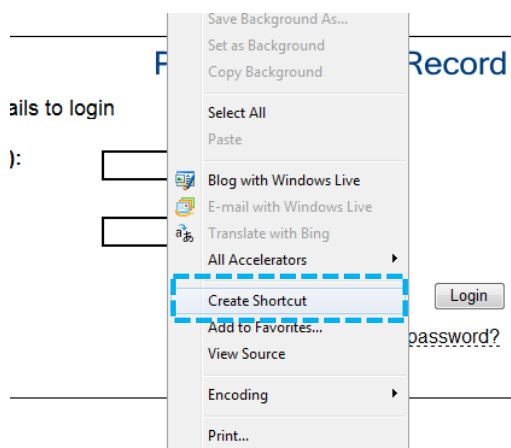 Save Background As...
Set as Background
Copy Background
Record
ails to login
Select All
Paste
):
Blog with Windows Live
E-mail with Windows Live
Translate with Bing
All Accelerators
Create Shortcut
Login
Add to Favorites...
password?
View Source
Encoding
Print...